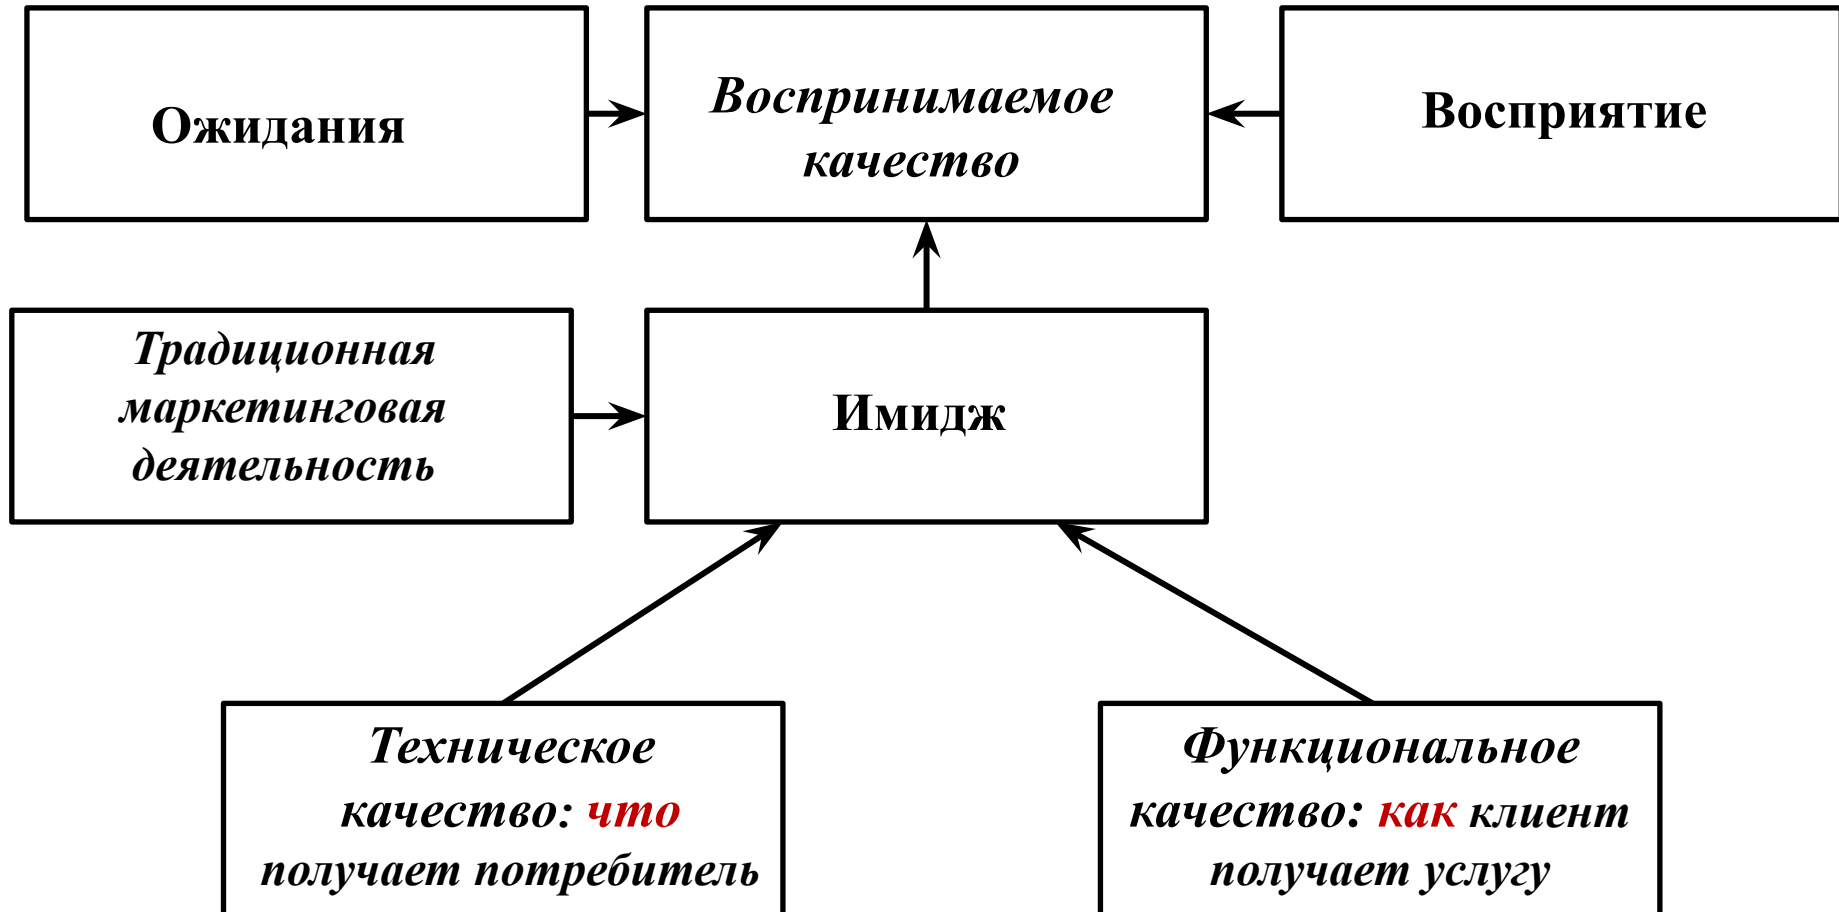 Ожидания
Воспринимаемое
качество
Восприятие
Традиционная
маркетинговая
деятельность
Имидж
Техническое
качество: что
получает потребитель
Функциональное
качество: как клиент
получает услугу